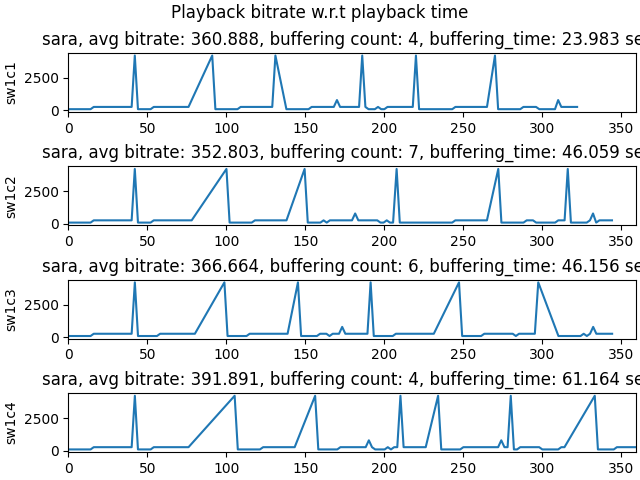 Playback bitrate w.r.t playback time
sara, avg bitrate: 360.888, buffering count: 4, buffering_time: 23.983 se
sw1c1
2500
0
0 50 100 150 200 250 300 350
sara, avg bitrate: 352.803, buffering count: 7, buffering_time: 46.059 se
sw1c2
2500
0
0 50 100 150 200 250 300 350
sara, avg bitrate: 366.664, buffering count: 6, buffering_time: 46.156 se
sw1c3
2500
0
0 50 100 150 200 250 300 350
sara, avg bitrate: 391.891, buffering count: 4, buffering_time: 61.164 se
sw1c4
2500
0
0 50 100 150 200 250 300 350